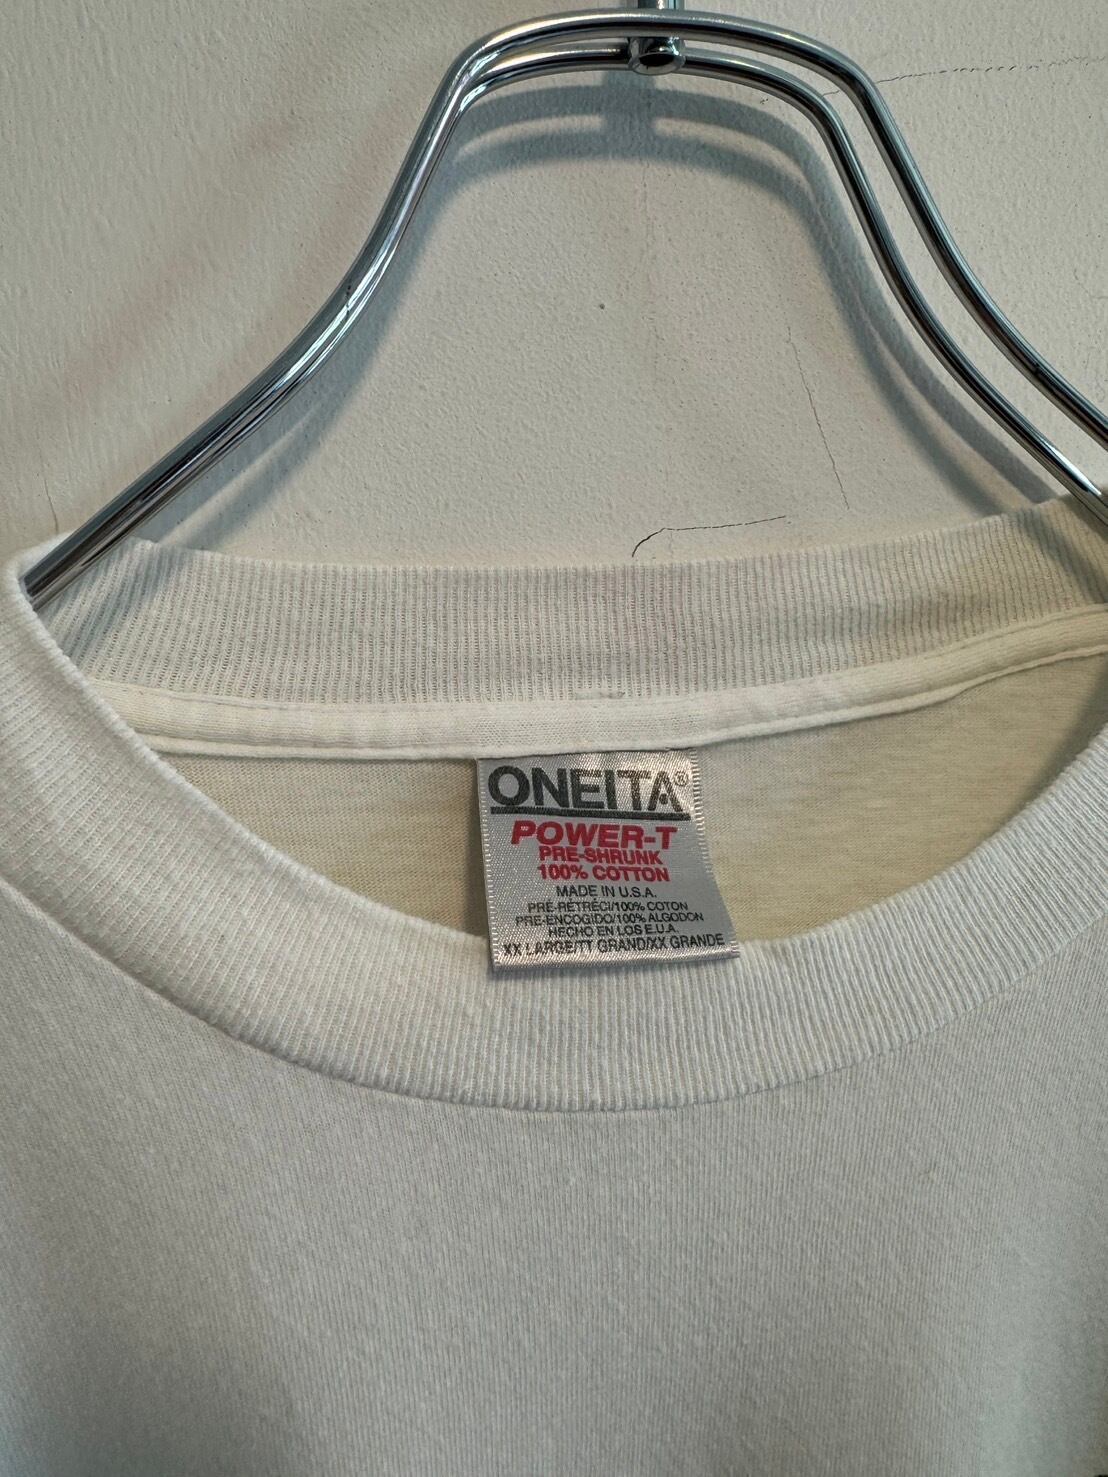 ONEITA®
POWER-T
PRE-SHRUNK
100% COTTON
MADE IN U.S.A.
PRE-RÉTRÉCI/100% COTON
PRE-ENCOGIDO/100% ALGODON
HECHO EN LOS E.U.A.
XX LARGE/TT GRAND/XX GRANDE